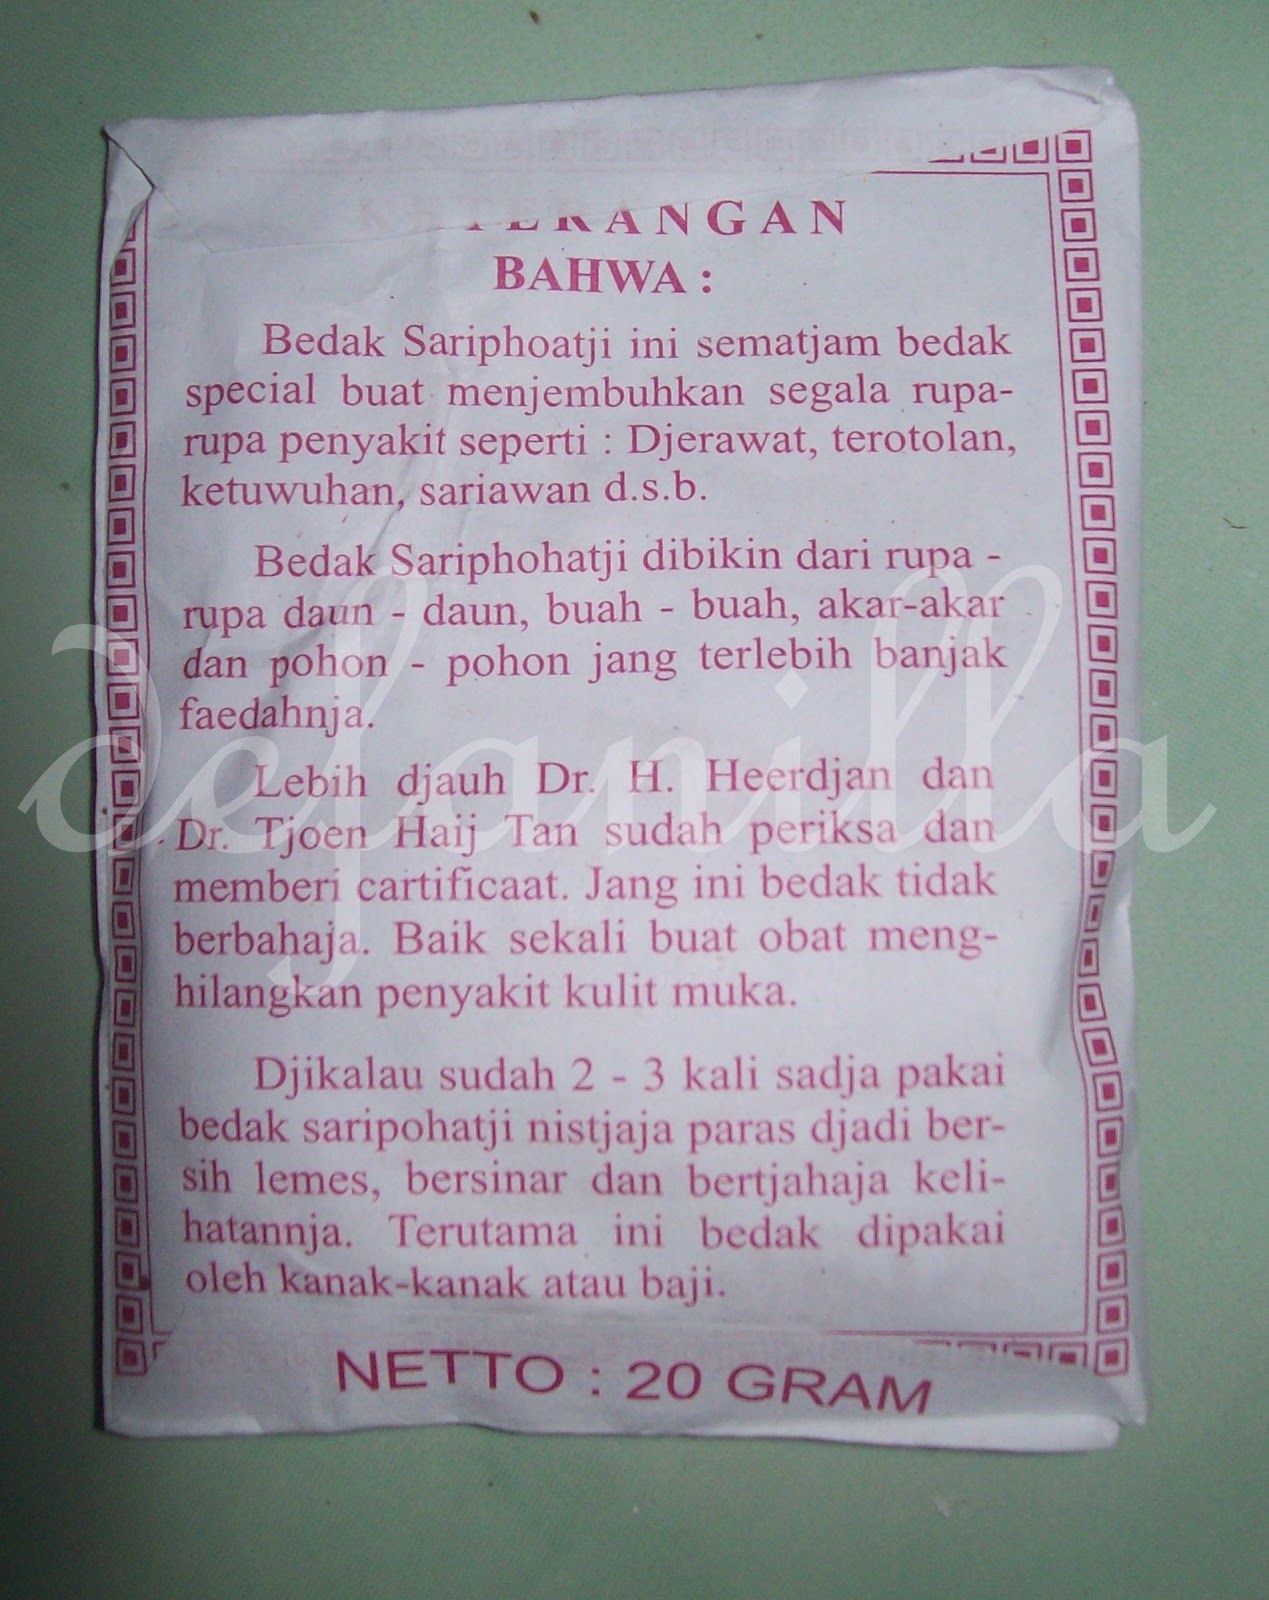 KETERANGAN
BAHWA :
Bedak Sariphoatji ini sematjam bedak
special buat menjembuhkan segala rupa-
rupa penyakit seperti : Djerawat, terotolan,
ketuwuhan, sariawan d.s.b.
Bedak Sariphohatji dibikin dari rupa -
rupa daun - daun, buah - buah, akar-akar
dan pohon - pohon jang terlebih banjak
faedahnja.
Lebih djauh Dr. H. Heerdjan dan
Dr. Tjoen Haij Tan sudah periksa dan
memberi cartificaat. Jang ini bedak tidak
berbahaja. Baik sekali buat obat meng-
hilangkan penyakit kulit muka.
Djikalau sudah 2 - 3 kali sadja pakai
bedak saripohatji nistjaja paras djadi ber-
sih lemes, bersinar dan bertjahaja keli-
hatannja. Terutama ini bedak dipakai
oleh kanak-kanak atau baji.
NETTO : 20 GRAM
defanilla